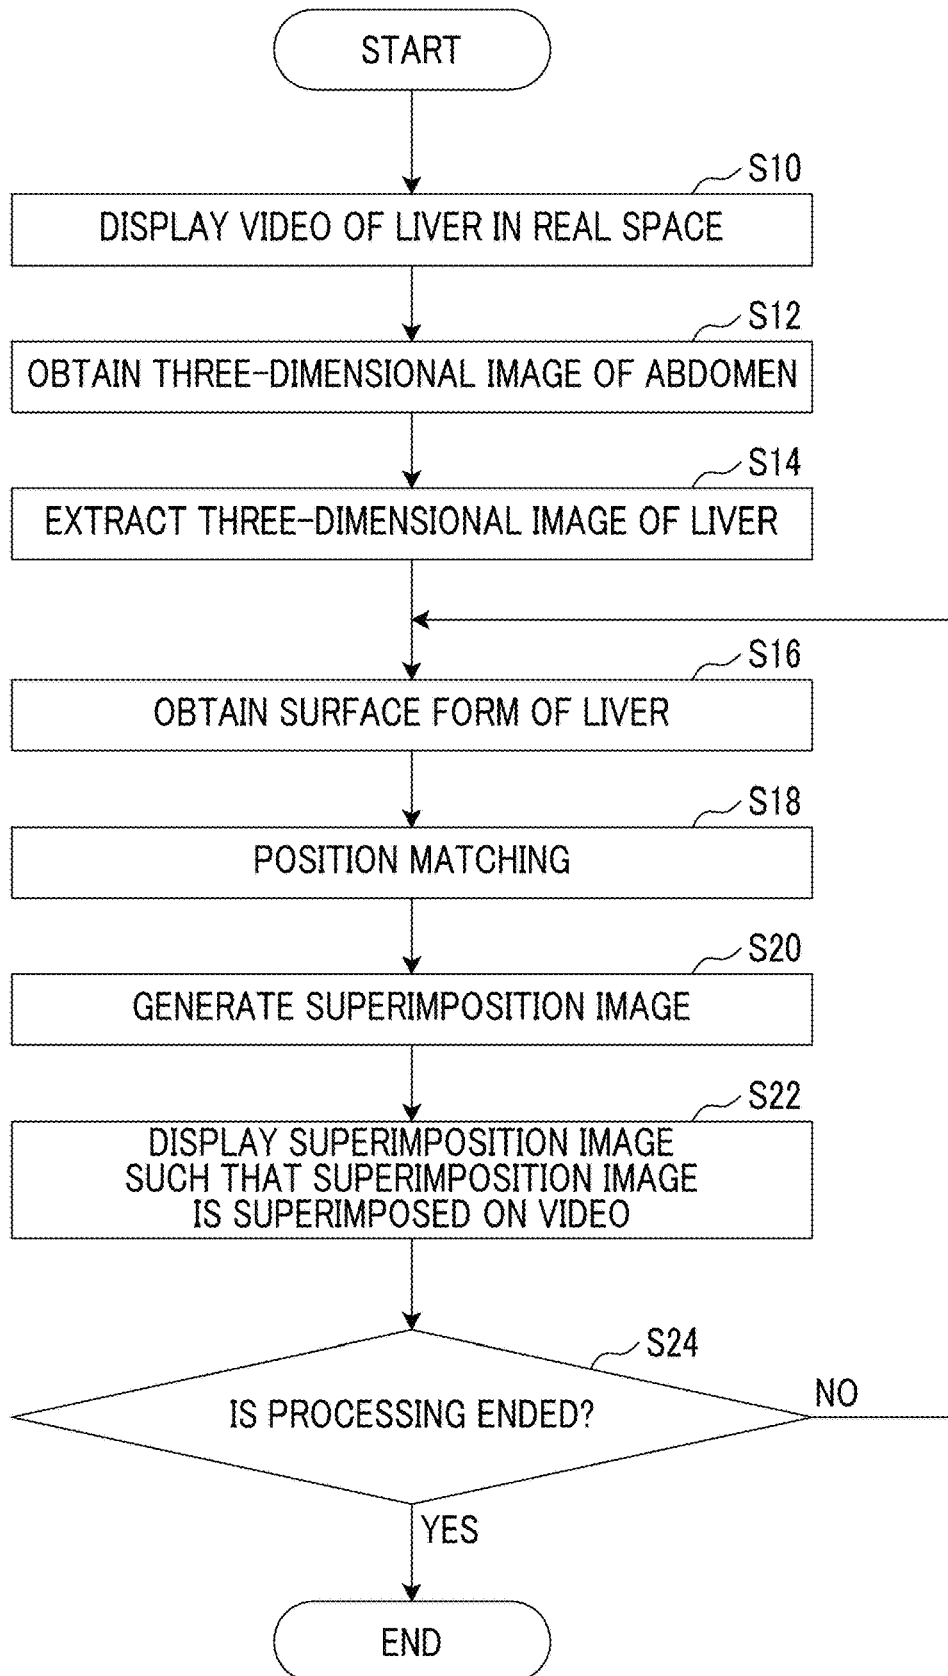 START
S10
DISPLAY VIDEO OF LIVER IN REAL SPACE
S12
OBTAIN THREE-DIMENSIONAL IMAGE OF ABDOMEN
S14
EXTRACT THREE-DIMENSIONAL IMAGE OF LIVER
S16
OBTAIN SURFACE FORM OF LIVER
S18
POSITION MATCHING
S20
GENERATE SUPERIMPOSITION IMAGE
S22
DISPLAY SUPERIMPOSITION IMAGE
SUCH THAT SUPERIMPOSITION IMAGE
IS SUPERIMPOSED ON VIDEO
S24
IS PROCESSING ENDED?
NO
YES
END